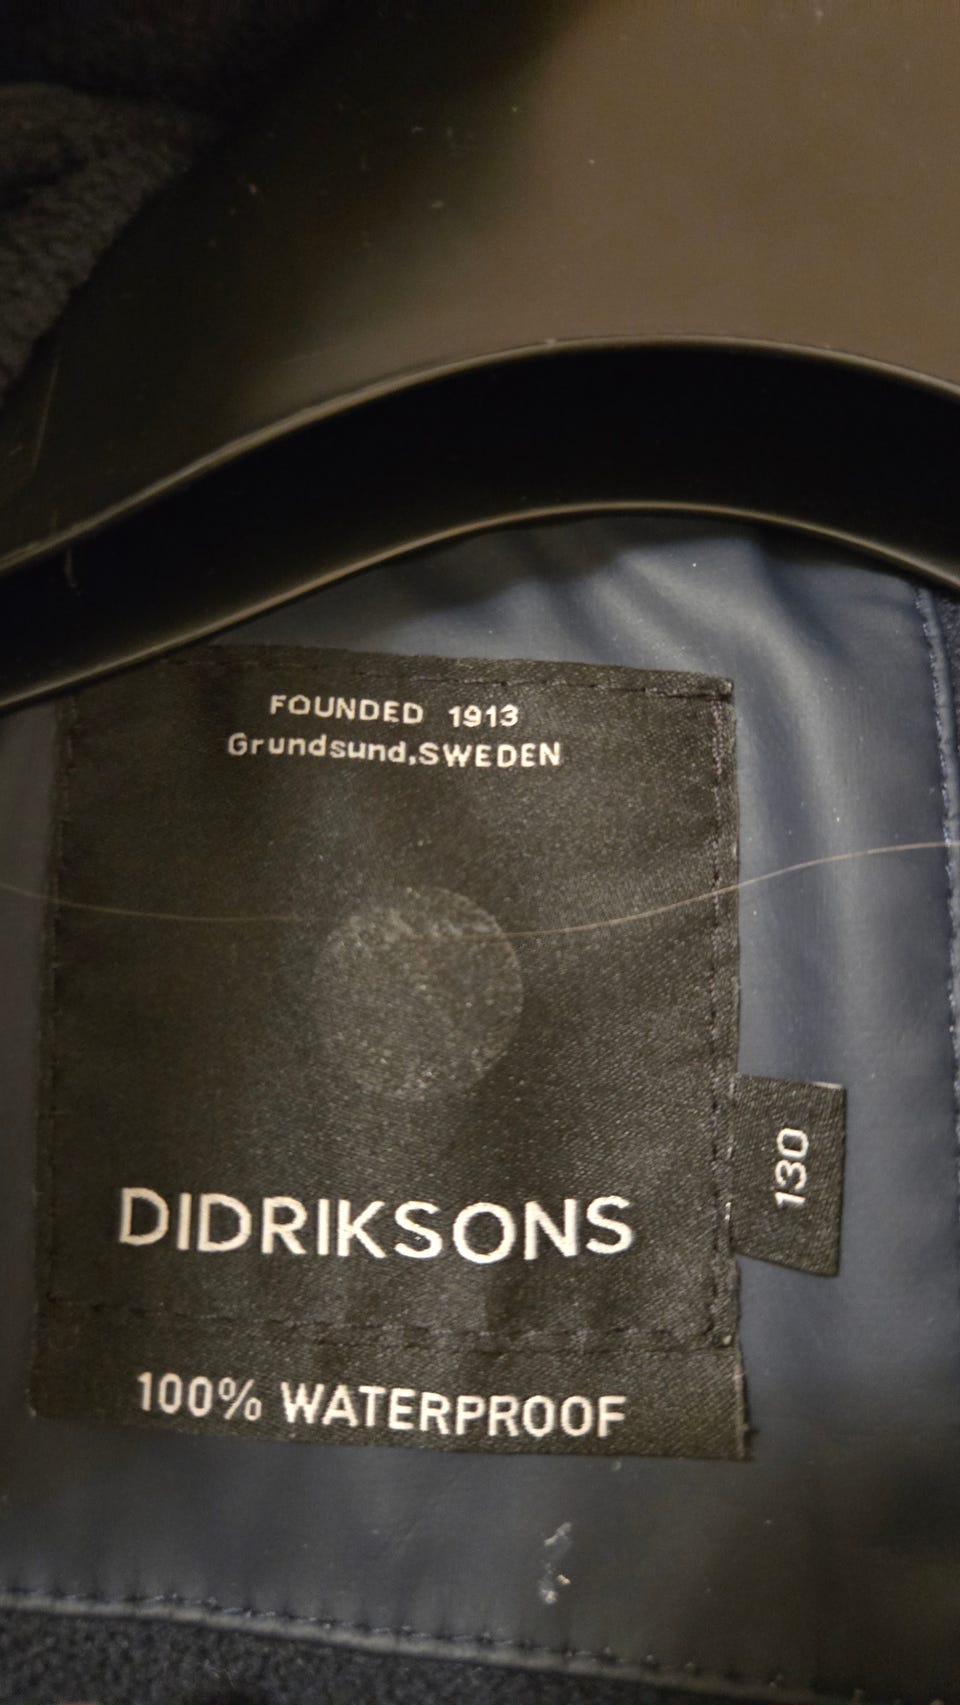 FOUNDED 1913
Grundsund,SWEDEN
DIDRIKSONS
130
100% WATERPROOF